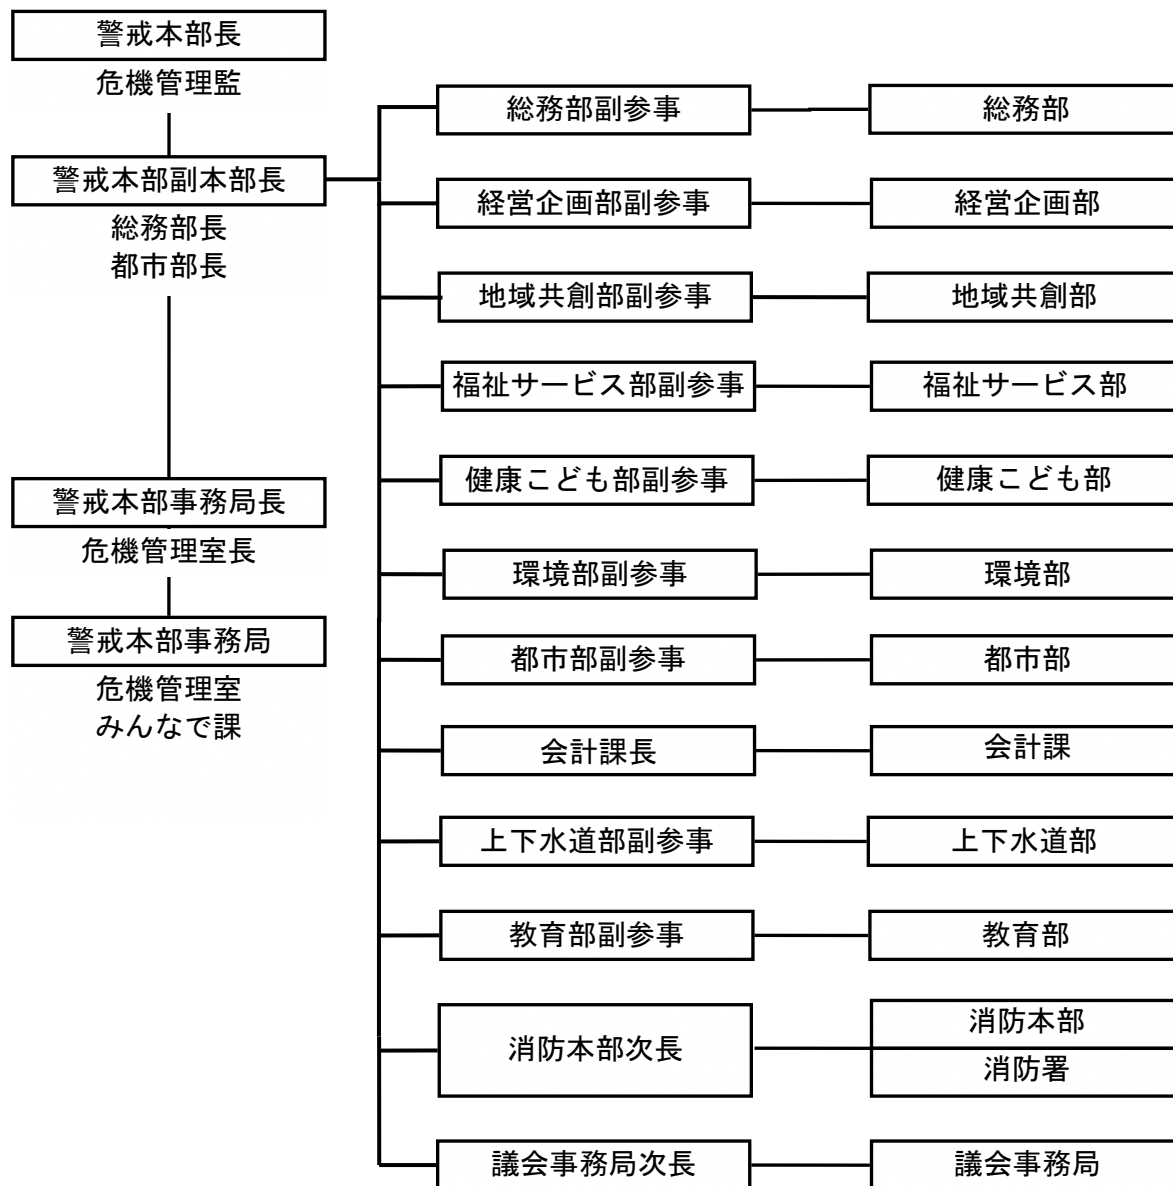 警戒本部長
危機管理監
警戒本部副本部長
総務部長
都市部長
警戒本部事務局長
危機管理室長
警戒本部事務局
危機管理室
みんなで課
総務部副参事
総務部
経営企画部副参事
経営企画部
地域共創部副参事
地域共創部
福祉サービス部副参事
福祉サービス部
健康こども部副参事
健康こども部
環境部副参事
環境部
都市部副参事
都市部
会計課長
会計課
上下水道部副参事
上下水道部
教育部副参事
教育部
消防本部次長
消防本部
消防署
議会事務局次長
議会事務局